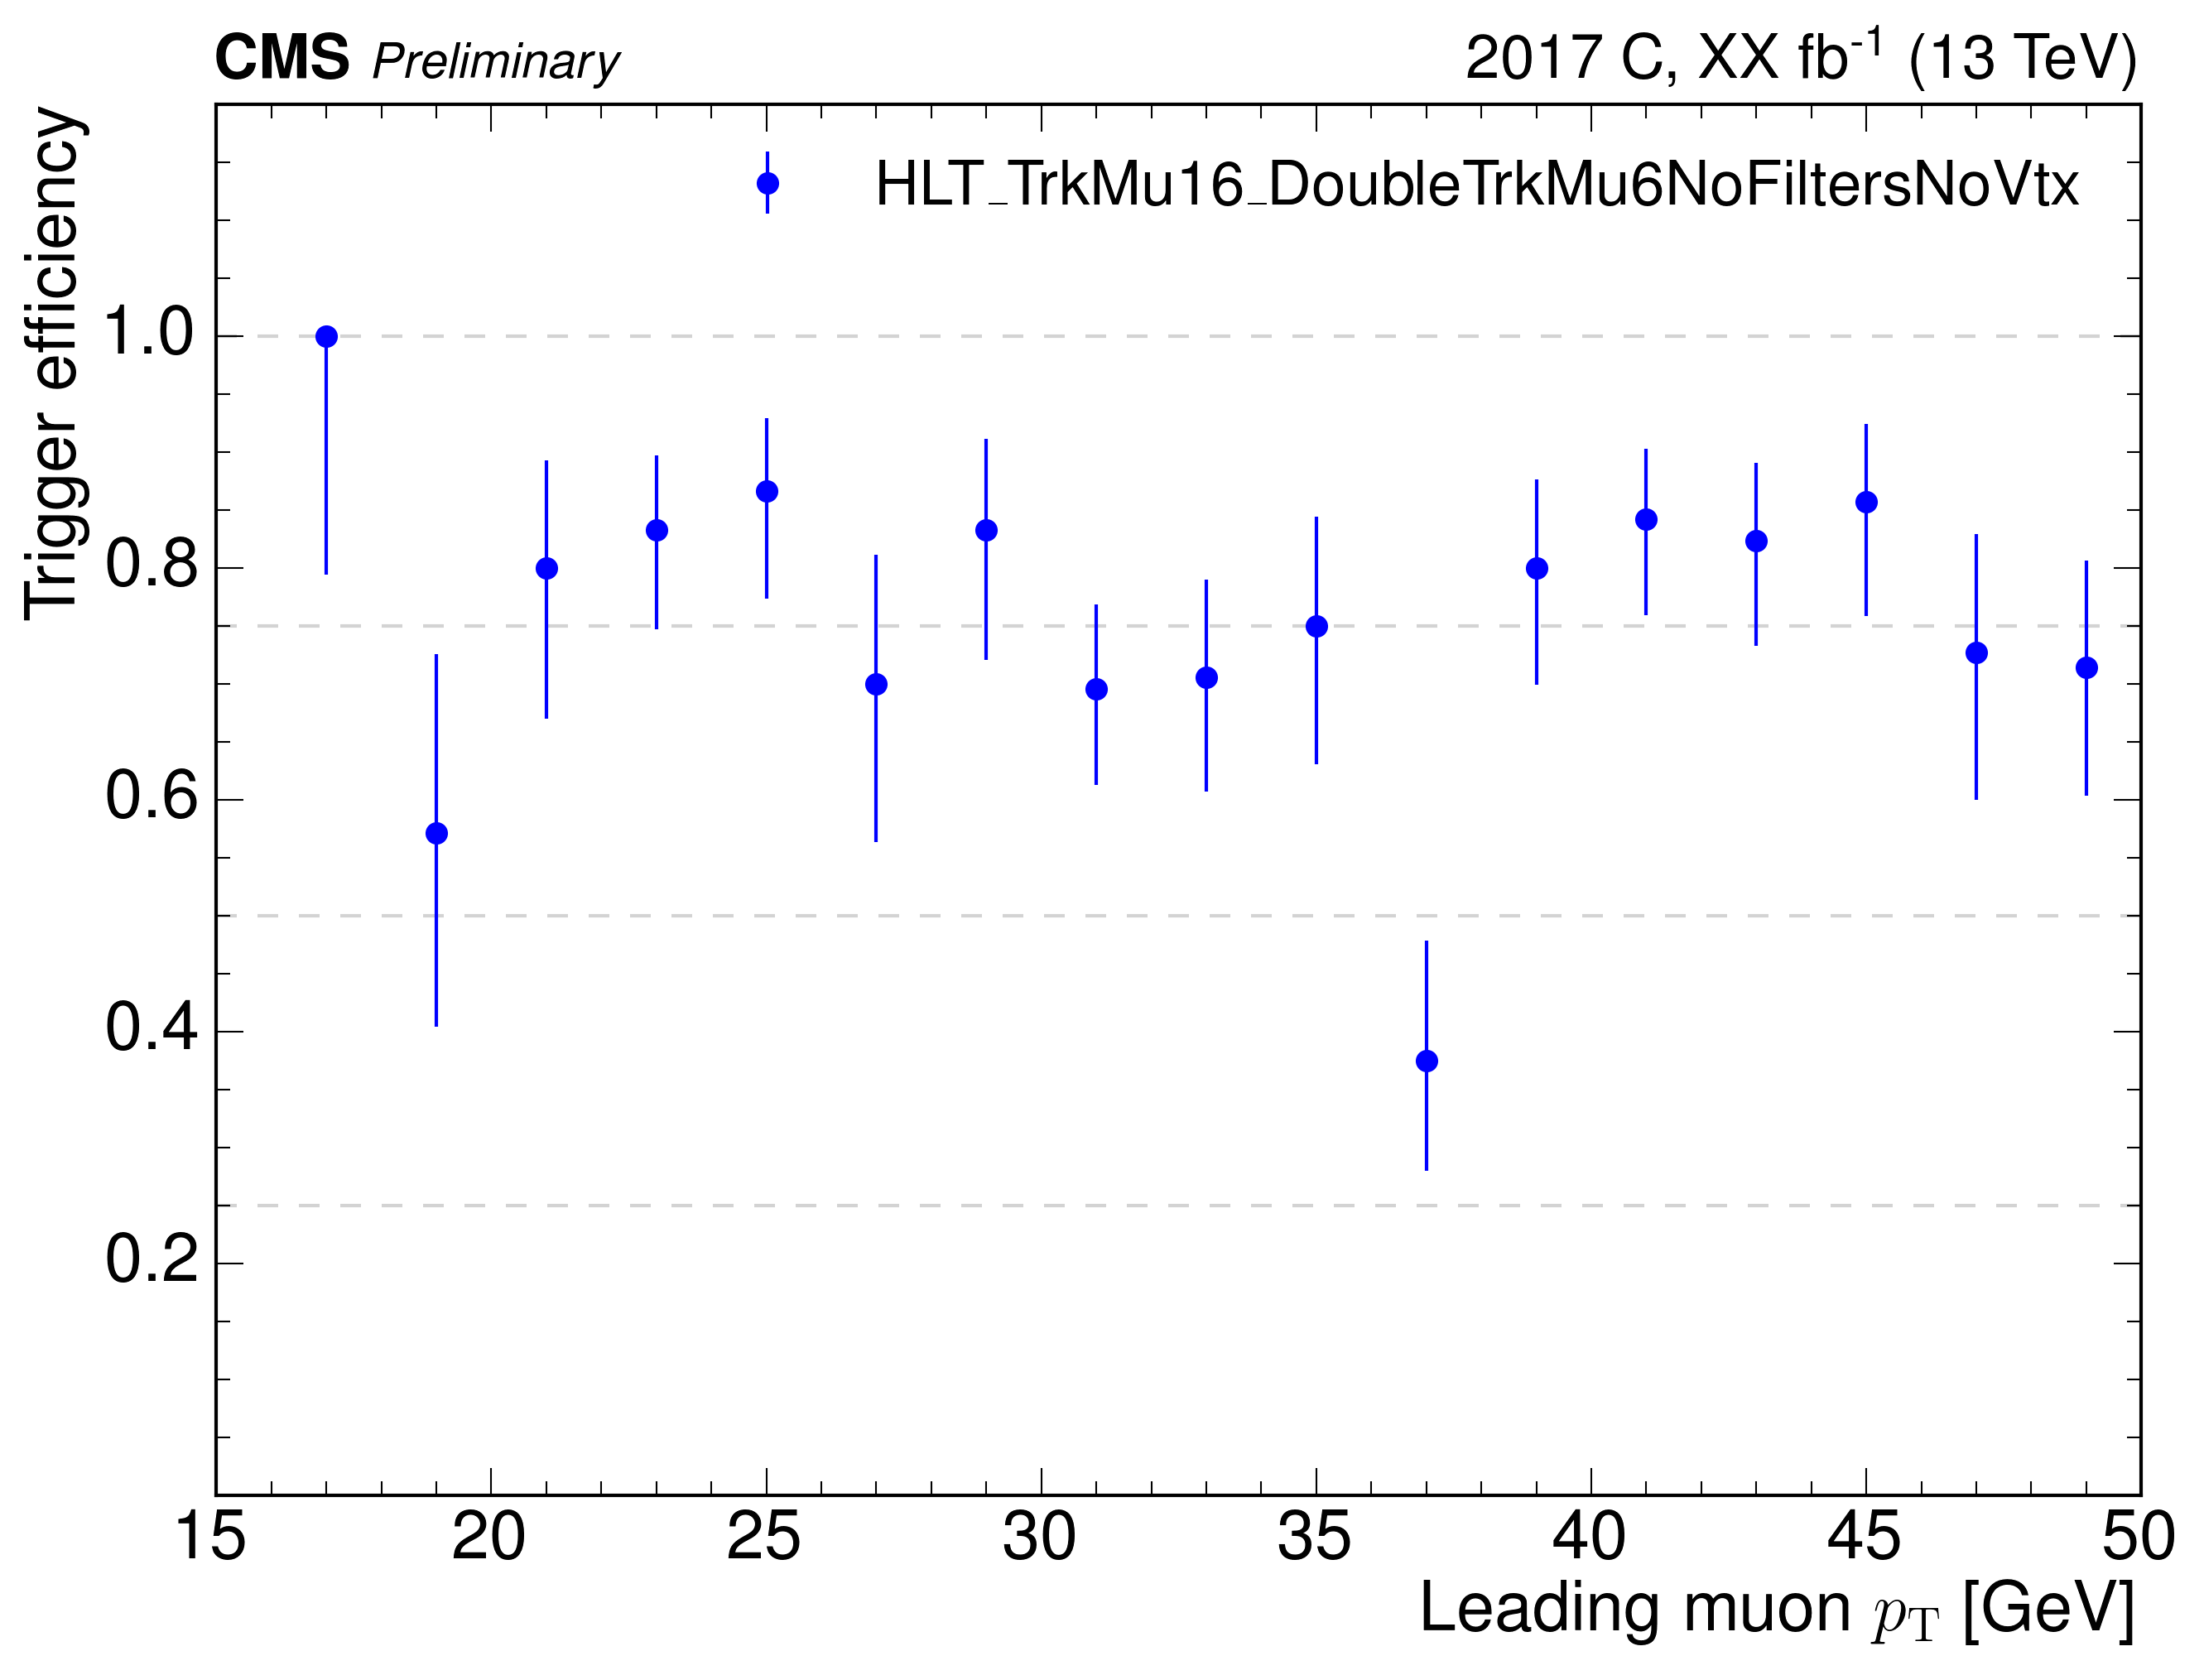 CMS Preliminary 2017 C, XX fb⁻¹ (13 TeV)
Trigger efficiency
HLT_TrkMu16_DoubleTrkMu6NoFiltersNoVtx
1.0
0.8
0.6
0.4
0.2
15 20 25 30 35 40 45 50
Leading muon p_T [GeV]